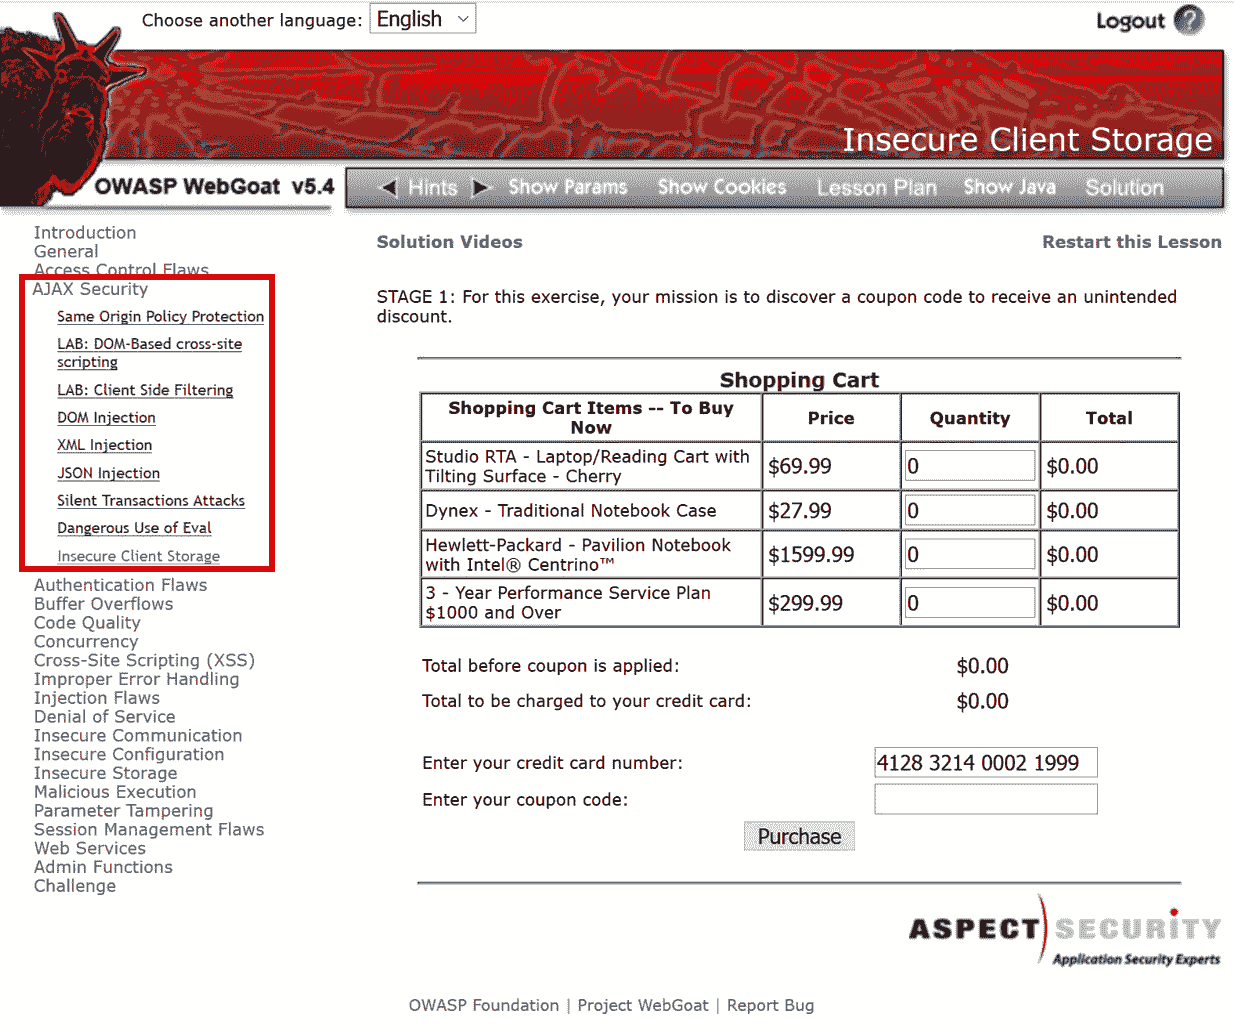 Choose another language: English
Logout ?
Insecure Client Storage
OWASP WebGoat v5.4
Hints Show Params Show Cookies Lesson Plan Show Java Solution
Introduction
General
Access Control Flaws
AJAX Security
Same Origin Policy Protection
LAB: DOM-Based cross-site
scripting
LAB: Client Side Filtering
DOM Injection
XML Injection
JSON Injection
Silent Transactions Attacks
Dangerous Use of Eval
Insecure Client Storage
Authentication Flaws
Buffer Overflows
Code Quality
Concurrency
Cross-Site Scripting (XSS)
Improper Error Handling
Injection Flaws
Denial of Service
Insecure Communication
Insecure Configuration
Insecure Storage
Malicious Execution
Parameter Tampering
Session Management Flaws
Web Services
Admin Functions
Challenge
Solution Videos Restart this Lesson
STAGE 1: For this exercise, your mission is to discover a coupon code to receive an unintended
discount.
Shopping Cart
Shopping Cart Items -- To Buy
Now Price Quantity Total
Studio RTA - Laptop/Reading Cart with
Tilting Surface - Cherry $69.99 0 $0.00
Dynex - Traditional Notebook Case $27.99 0 $0.00
Hewlett-Packard - Pavilion Notebook
with Intel® Centrino™ $1599.99 0 $0.00
3 - Year Performance Service Plan
$1000 and Over $299.99 0 $0.00
Total before coupon is applied: $0.00
Total to be charged to your credit card: $0.00
Enter your credit card number: 4128 3214 0002 1999
Enter your coupon code:
Purchase
ASPECT SECURITY
Application Security Experts
OWASP Foundation | Project WebGoat | Report Bug